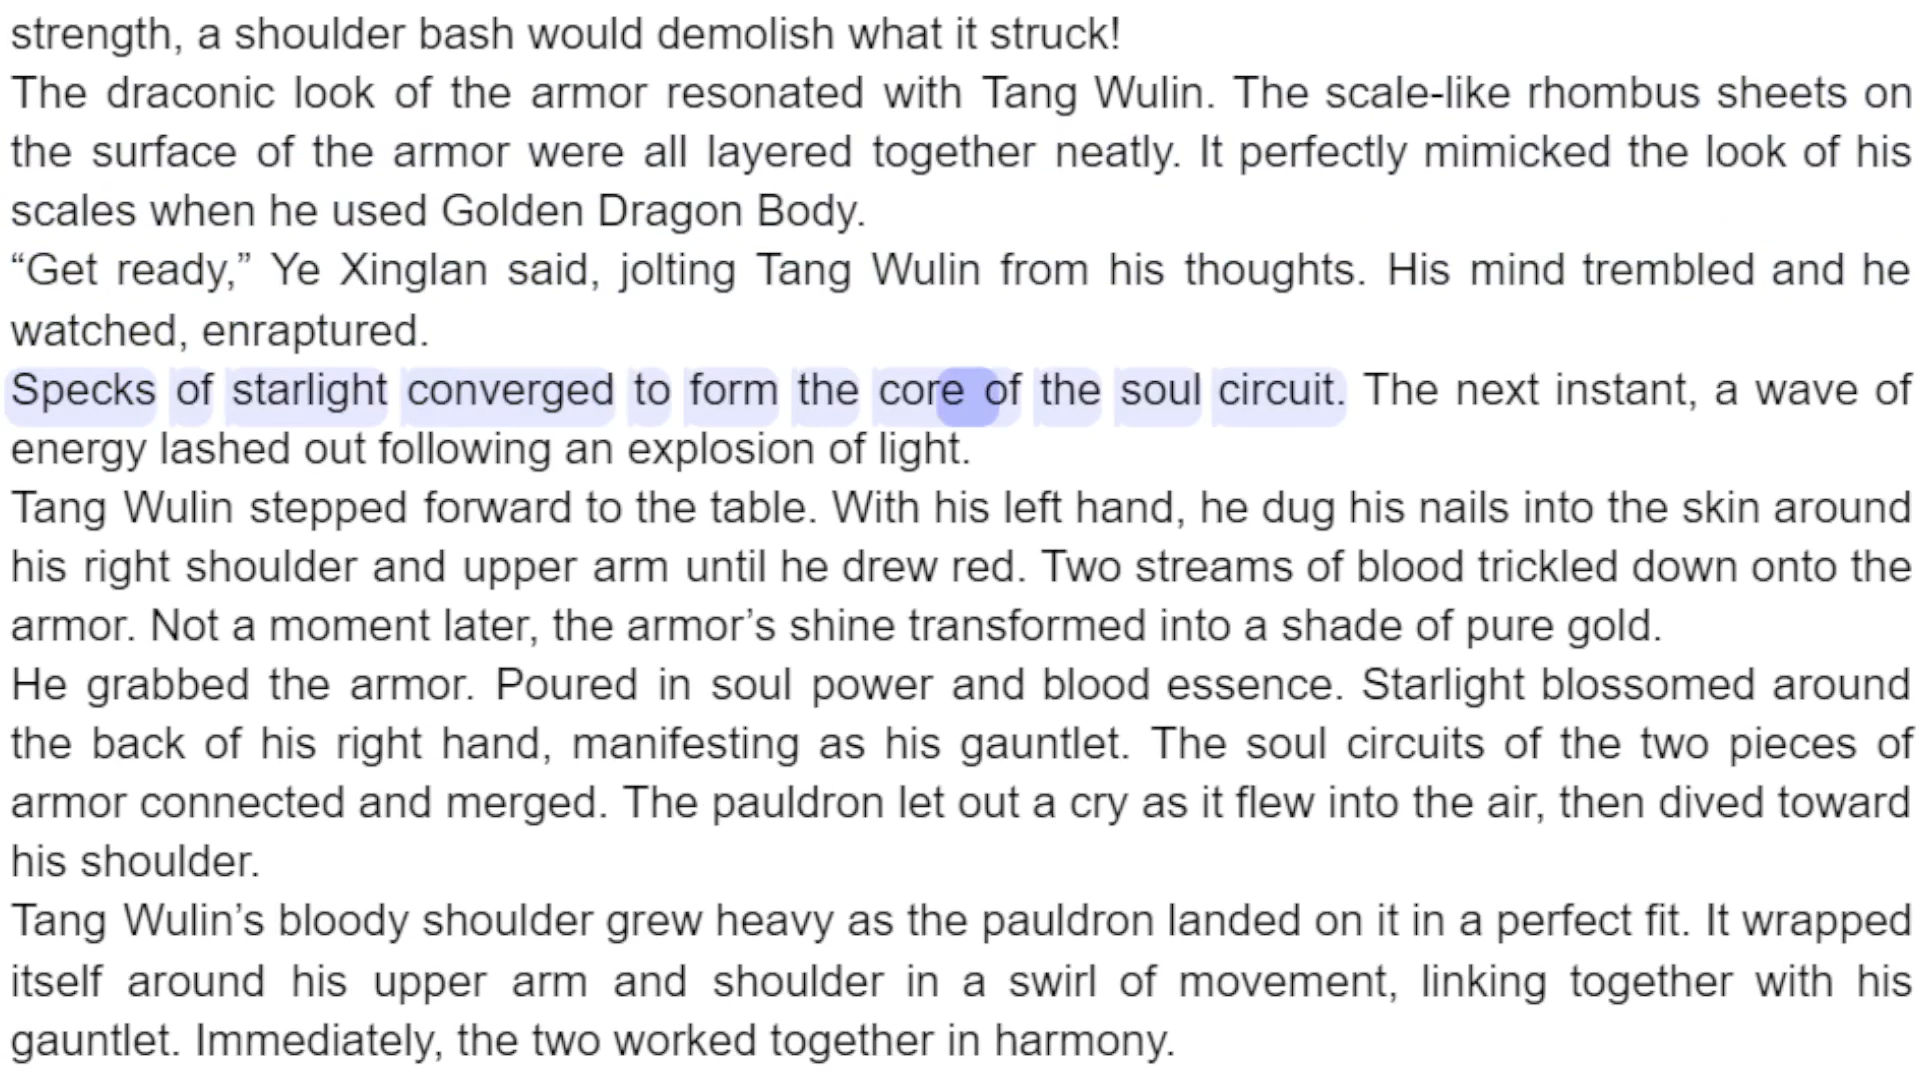 strength, a shoulder bash would demolish what it struck!
The draconic look of the armor resonated with Tang Wulin. The scale-like rhombus sheets on
the surface of the armor were all layered together neatly. It perfectly mimicked the look of his
scales when he used Golden Dragon Body.
“Get ready,” Ye Xinglan said, jolting Tang Wulin from his thoughts. His mind trembled and he
watched, enraptured.
Specks of starlight converged to form the core of the soul circuit. The next instant, a wave of
energy lashed out following an explosion of light.
Tang Wulin stepped forward to the table. With his left hand, he dug his nails into the skin around
his right shoulder and upper arm until he drew red. Two streams of blood trickled down onto the
armor. Not a moment later, the armor’s shine transformed into a shade of pure gold.
He grabbed the armor. Poured in soul power and blood essence. Starlight blossomed around
the back of his right hand, manifesting as his gauntlet. The soul circuits of the two pieces of
armor connected and merged. The pauldron let out a cry as it flew into the air, then dived toward
his shoulder.
Tang Wulin’s bloody shoulder grew heavy as the pauldron landed on it in a perfect fit. It wrapped
itself around his upper arm and shoulder in a swirl of movement, linking together with his
gauntlet. Immediately, the two worked together in harmony.